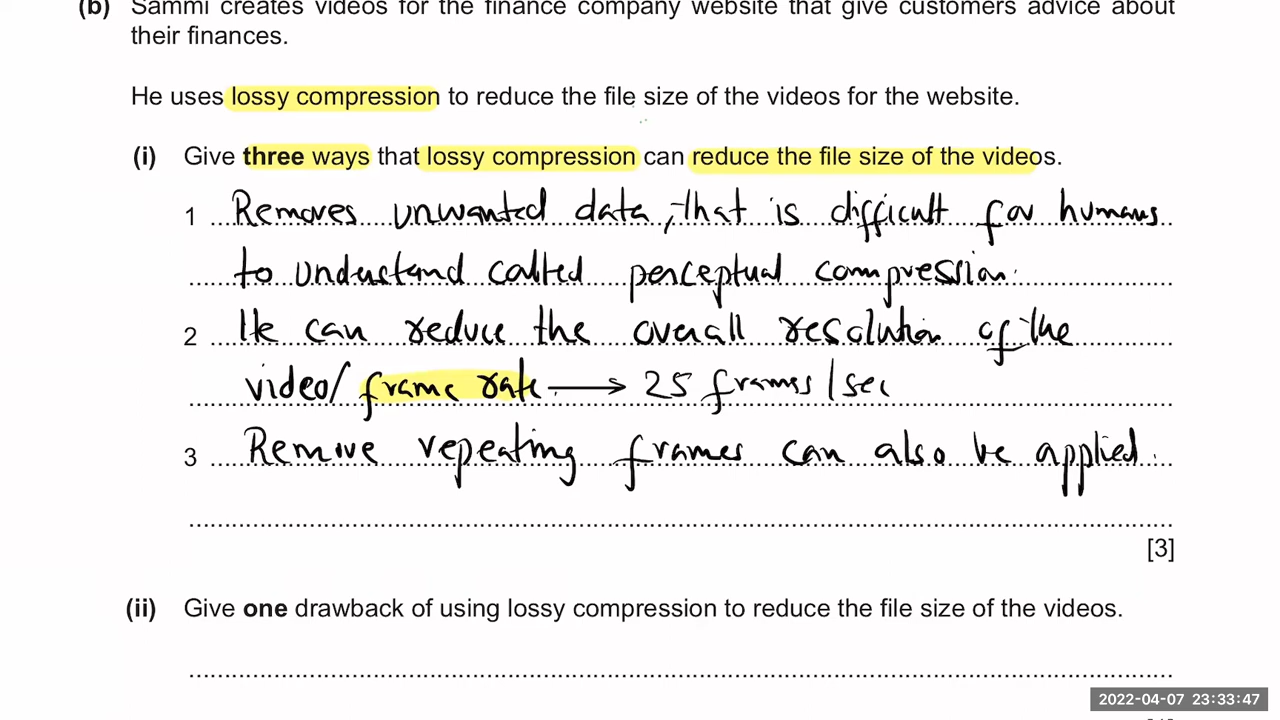 (b) Sammi creates videos for the finance company website that give customers advice about
their finances.
He uses lossy compression to reduce the file size of the videos for the website.
(i) Give three ways that lossy compression can reduce the file size of the videos.
1 Removes unwanted data, that is difficult for humans
to understand called perceptual compression.
2 It can reduce the overall resolution of the
video/ frame rate → 25 frames/sec
3 Remove repeating frames can also be applied.
[3]
(ii) Give one drawback of using lossy compression to reduce the file size of the videos.
2022-04-07 23:33:47